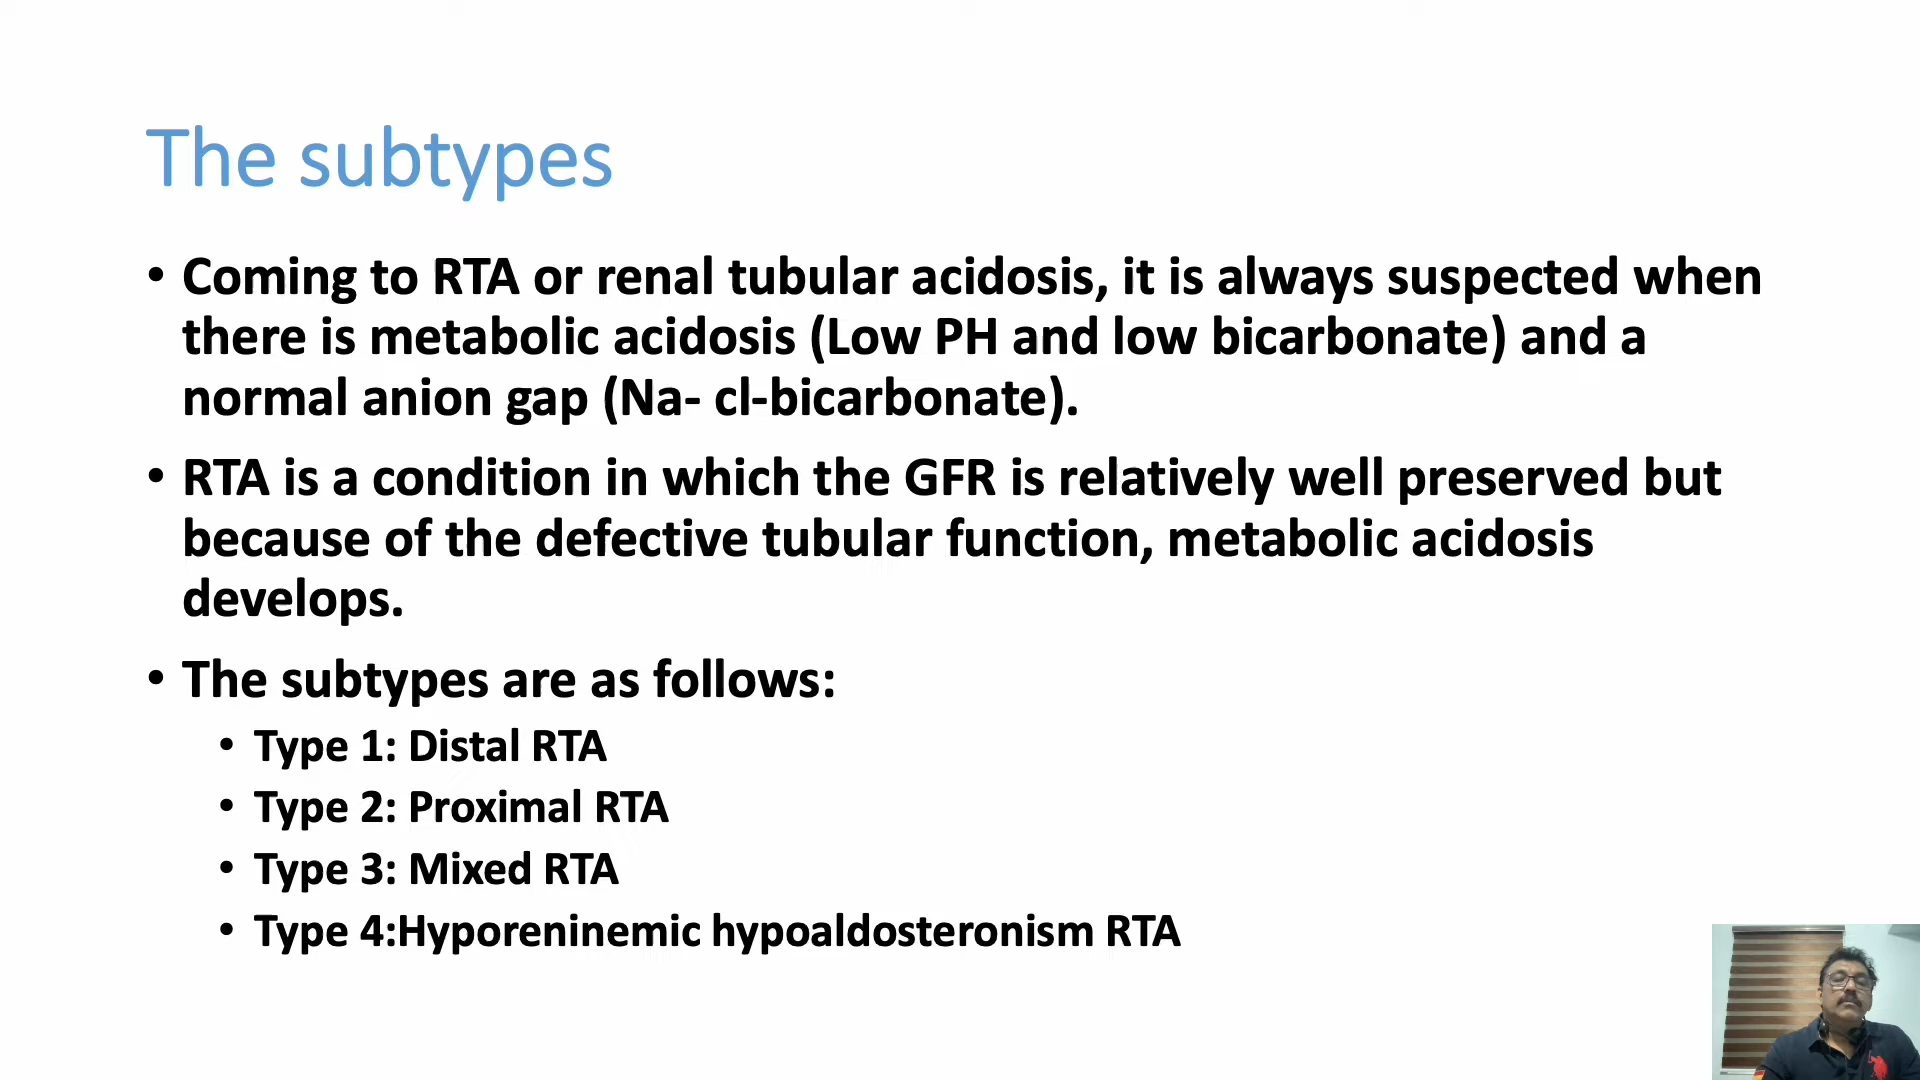 The subtypes
• Coming to RTA or renal tubular acidosis, it is always suspected when
there is metabolic acidosis (Low PH and low bicarbonate) and a
normal anion gap (Na- cl-bicarbonate).
• RTA is a condition in which the GFR is relatively well preserved but
because of the defective tubular function, metabolic acidosis
develops.
• The subtypes are as follows:
• Type 1: Distal RTA
• Type 2: Proximal RTA
• Type 3: Mixed RTA
• Type 4:Hyporeninemic hypoaldosteronism RTA